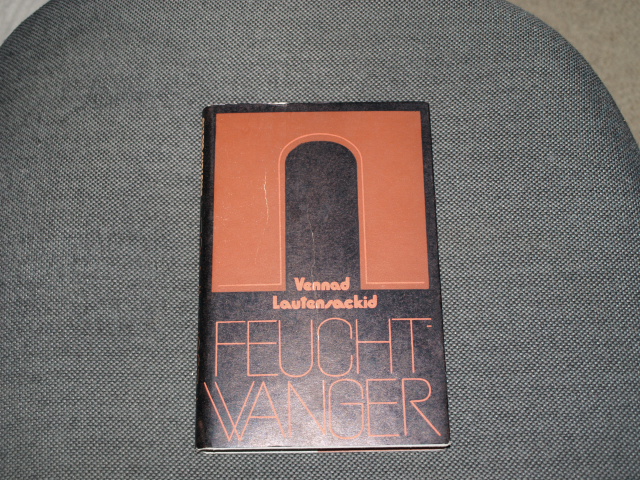 Vennad
Lautensackid
FEUCHT-
WANGER